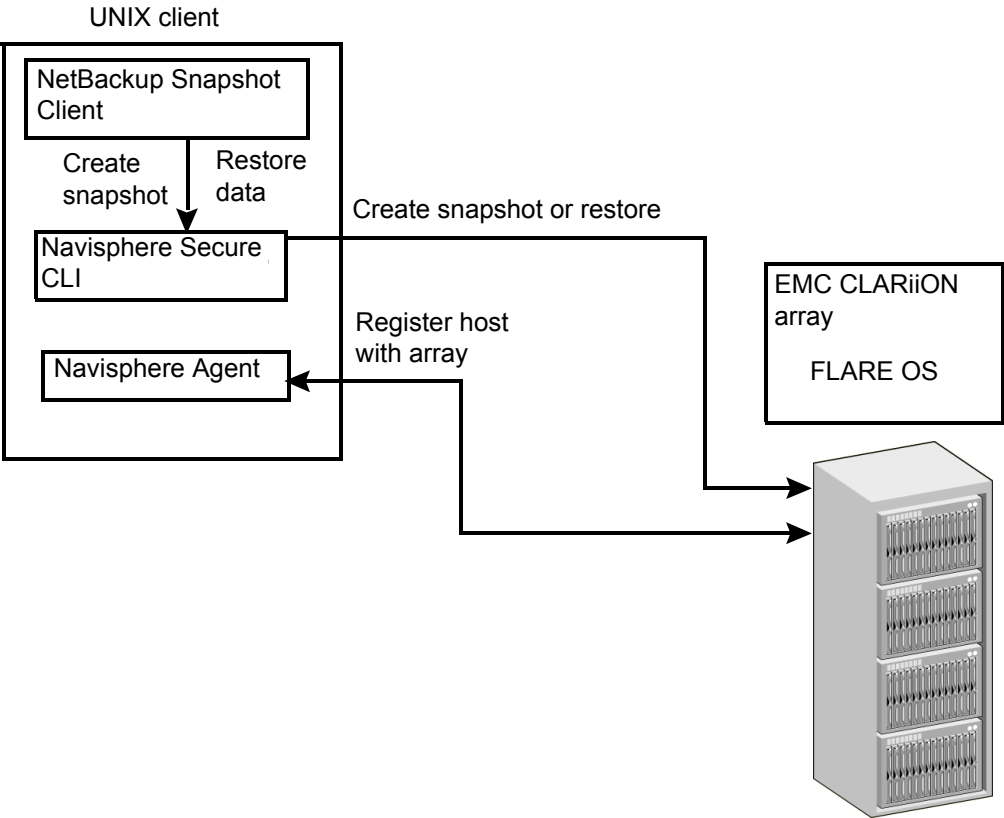 UNIX client
NetBackup Snapshot
Client
Create
snapshot
Restore
data
Navisphere Secure
CLI
Create snapshot or restore
Register host
with array
Navisphere Agent
EMC CLARiiON
array
FLARE OS